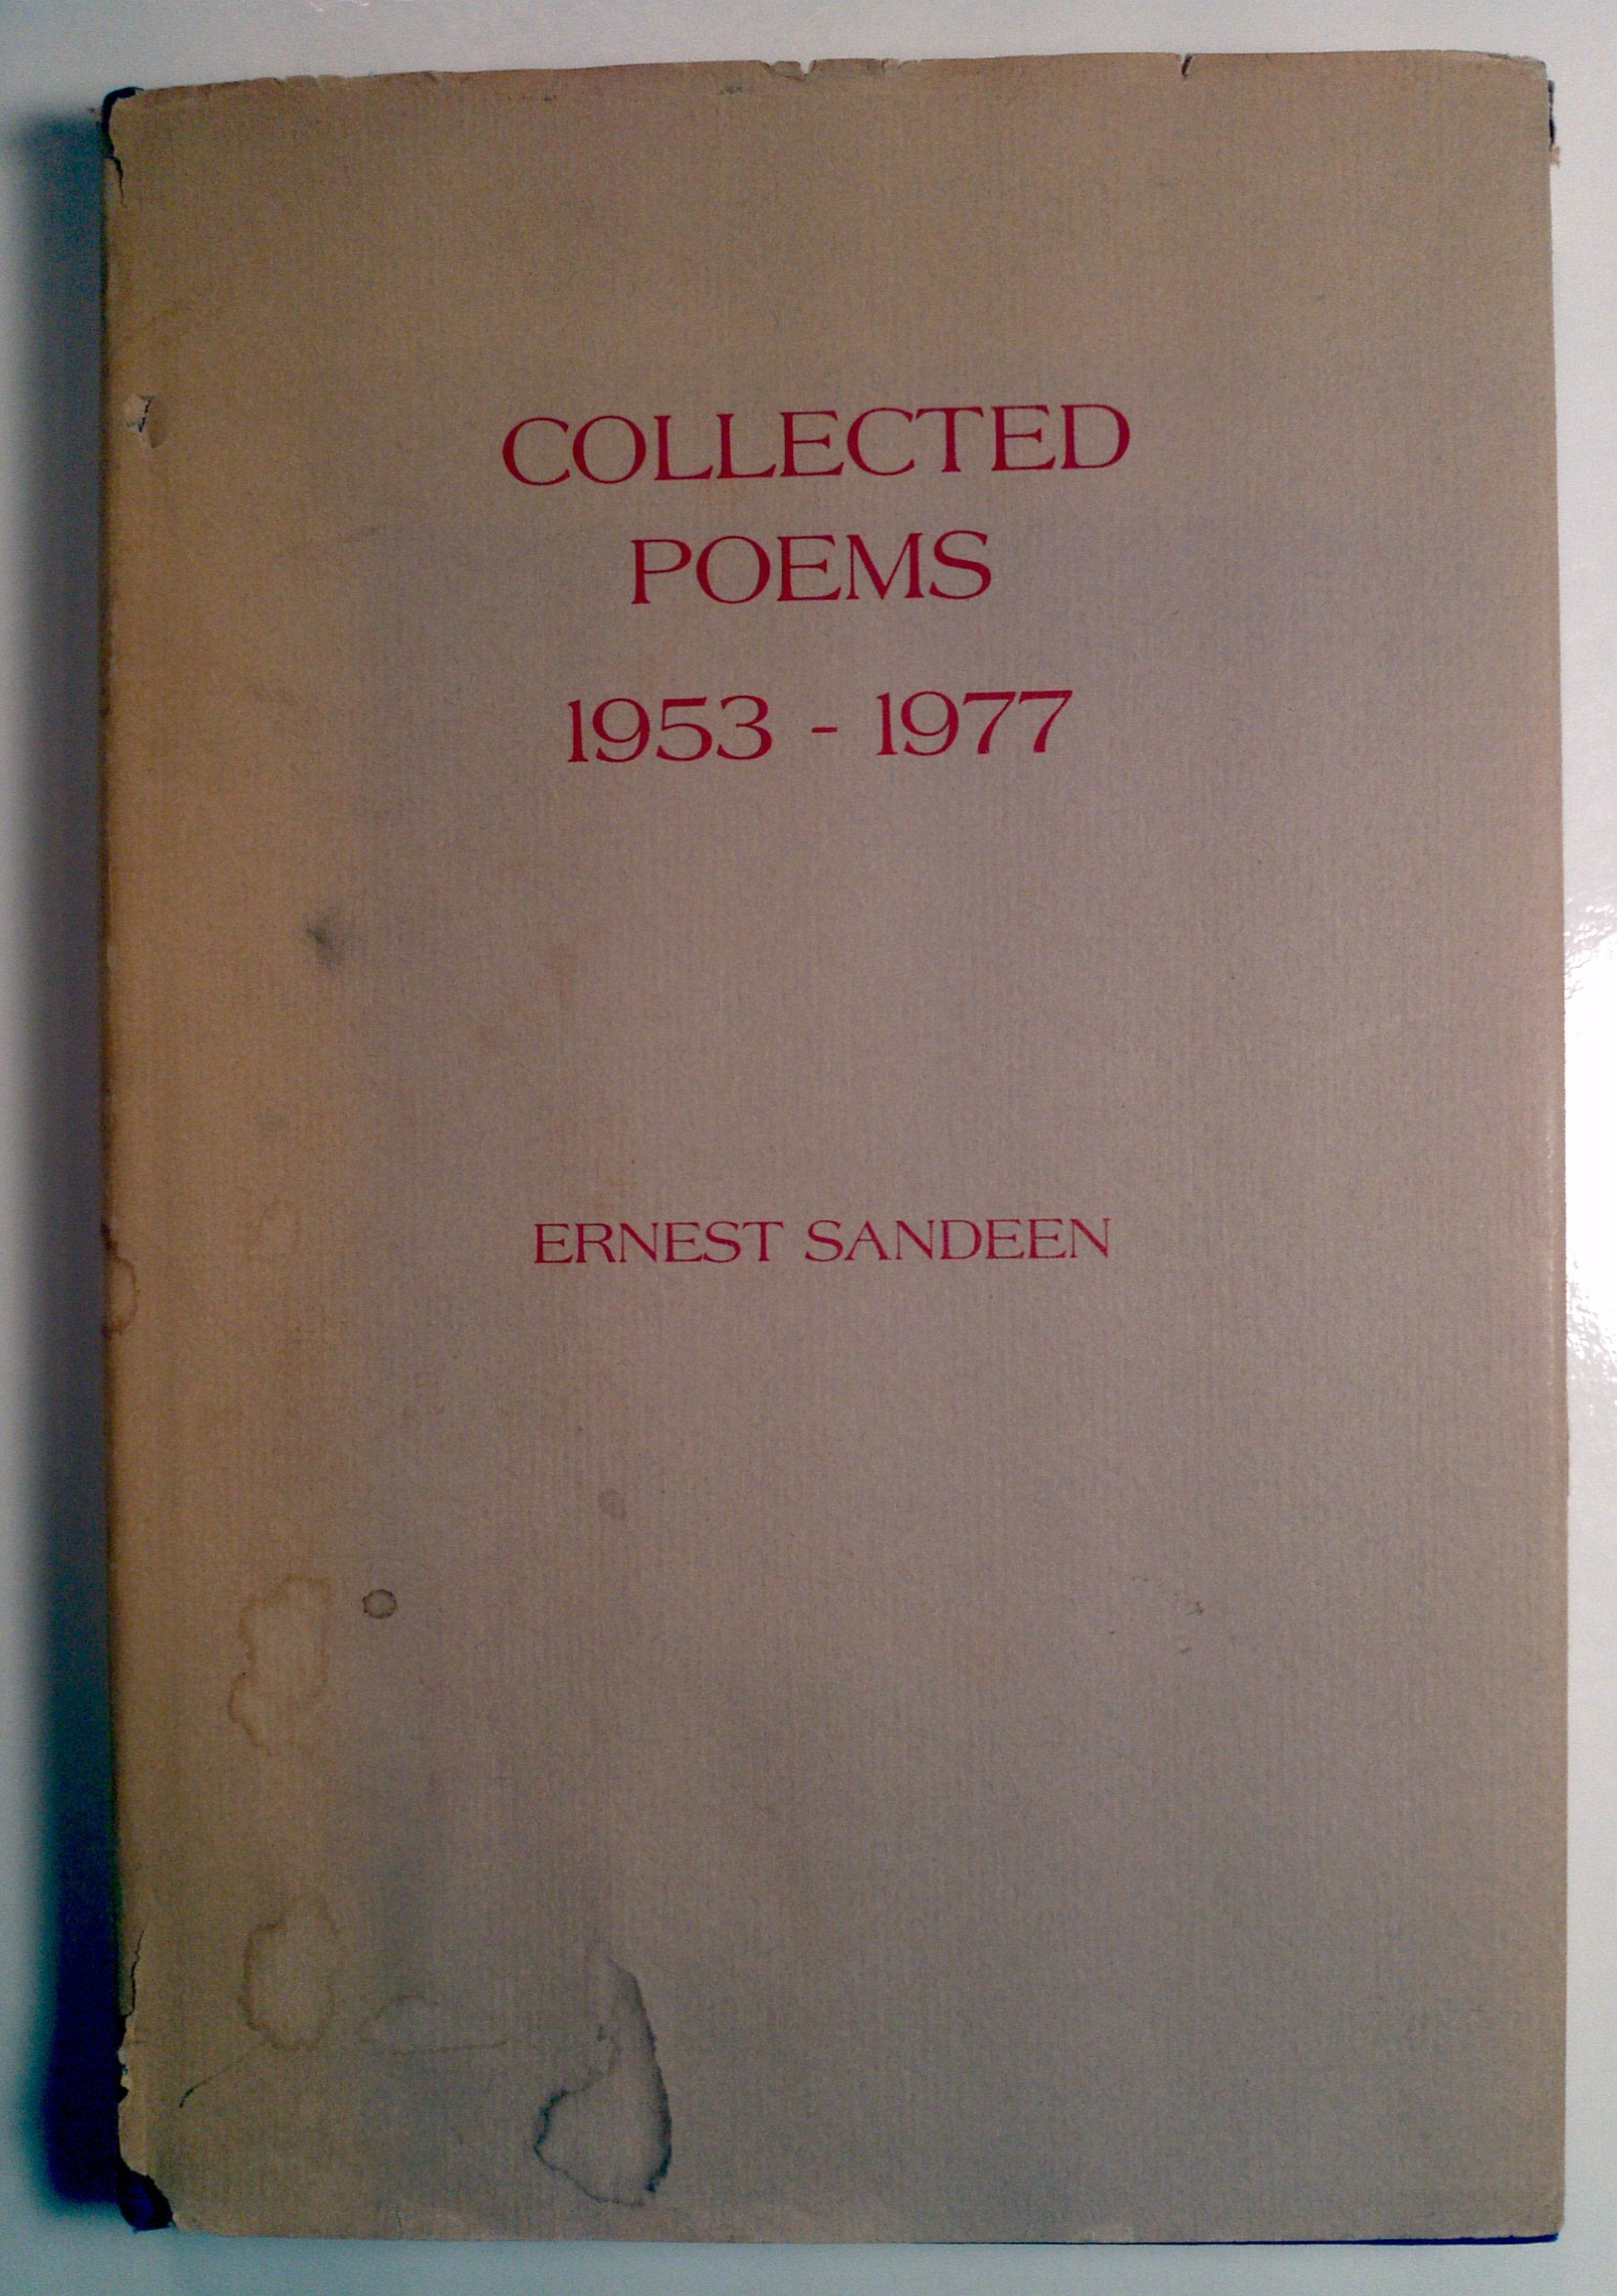 COLLECTED
POEMS
1953 - 1977
ERNEST SANDEEN